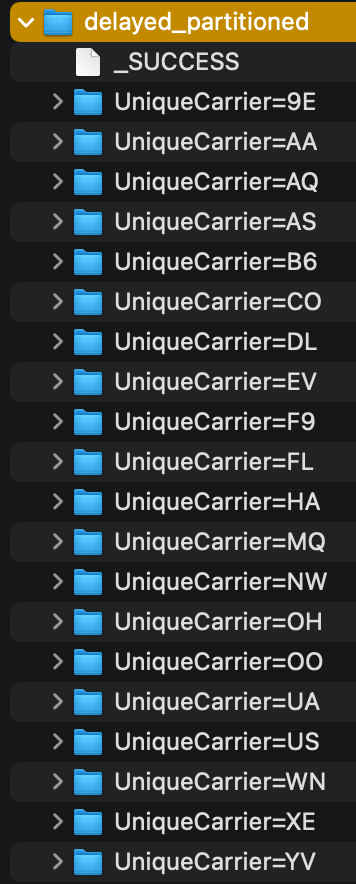 delayed_partitioned
_SUCCESS
UniqueCarrier=9E
UniqueCarrier=AA
UniqueCarrier=AQ
UniqueCarrier=AS
UniqueCarrier=B6
UniqueCarrier=CO
UniqueCarrier=DL
UniqueCarrier=EV
UniqueCarrier=F9
UniqueCarrier=FL
UniqueCarrier=HA
UniqueCarrier=MQ
UniqueCarrier=NW
UniqueCarrier=OH
UniqueCarrier=OO
UniqueCarrier=UA
UniqueCarrier=US
UniqueCarrier=WN
UniqueCarrier=XE
UniqueCarrier=YV